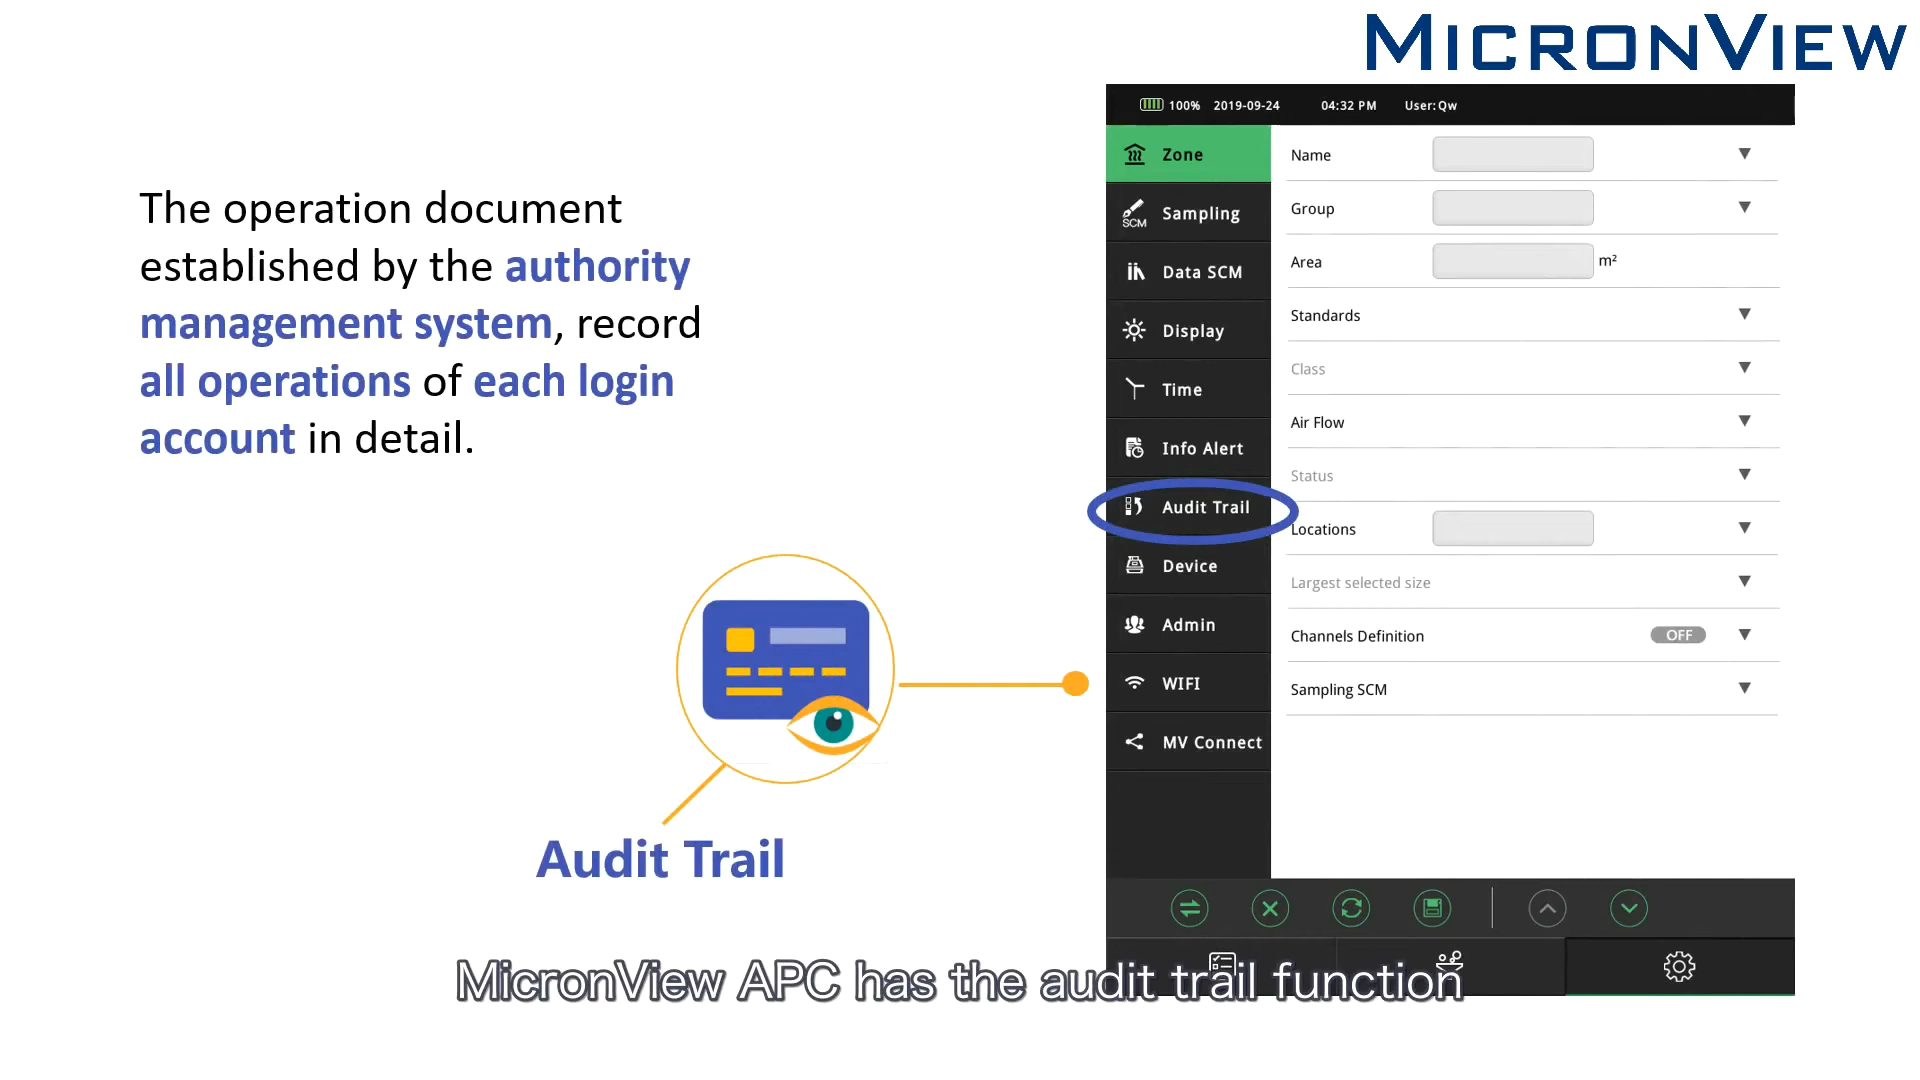 MICRONVIEW
The operation document
established by the authority
management system, record
all operations of each login
account in detail.
Audit Trail
100% 2019-09-24 04:32 PM User:Qw
Zone
SCM Sampling
Data SCM
Display
Time
Info Alert
Audit Trail
Device
Admin
WIFI
MV Connect
Name
Group
Area m²
Standards
Class
Air Flow
Status
Locations
Largest selected size
Channels Definition OFF
Sampling SCM
MicronView APC has the audit trail function